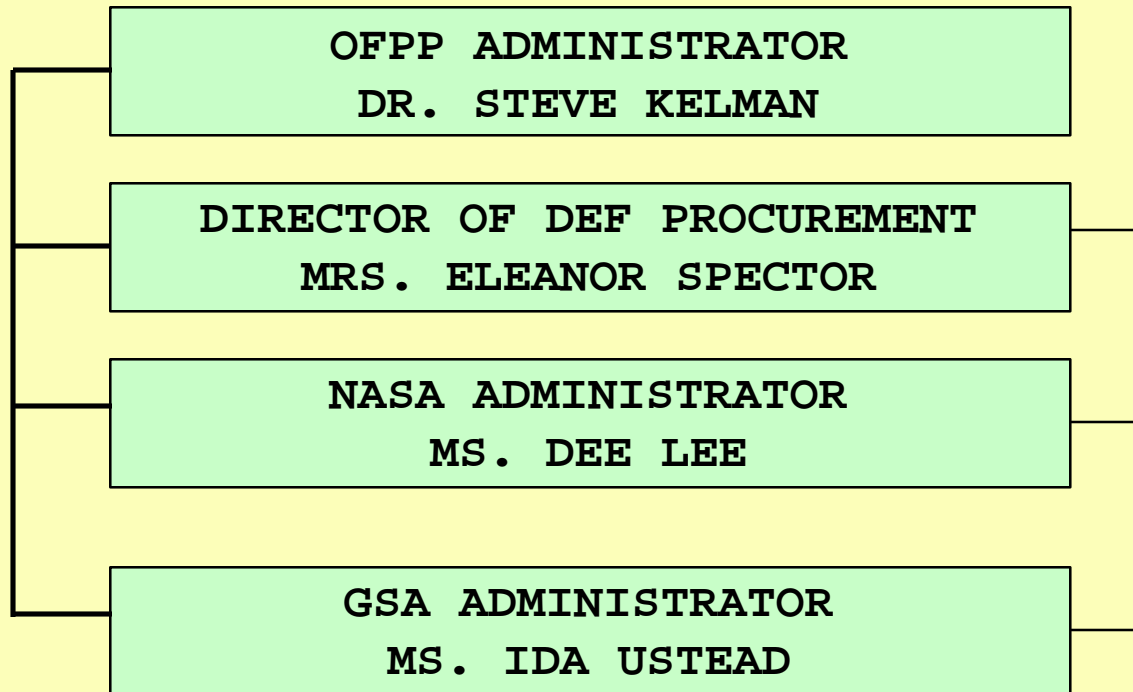 OFPP ADMINISTRATOR
DR. STEVE KELMAN
DIRECTOR OF DEF PROCUREMENT
MRS. ELEANOR SPECTOR
NASA ADMINISTRATOR
MS. DEE LEE
GSA ADMINISTRATOR
MS. IDA USTEAD